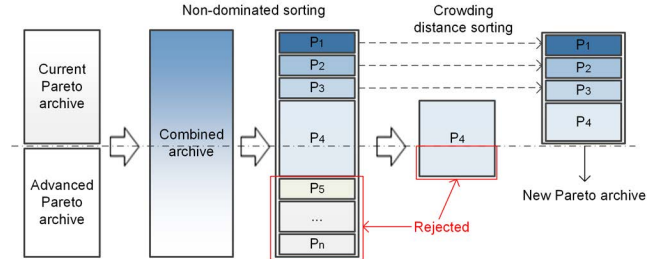 Non-dominated sorting
Crowding
distance sorting
Current
Pareto
archive
Advanced
Pareto
archive
Combined
archive
P1
P2
P3
P4
P5
...
Pn
P4
Rejected
P1
P2
P3
P4
New Pareto archive